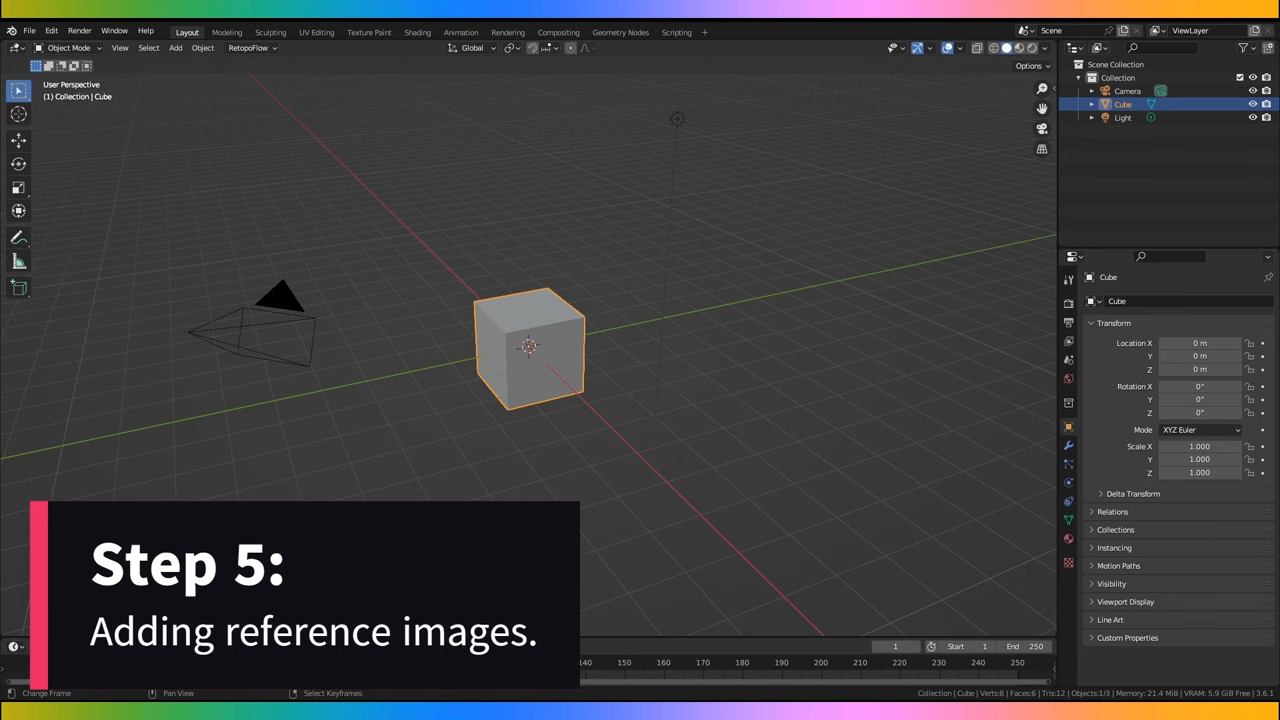 File Edit Render Window Help Layout Modeling Sculpting UV Editing Texture Paint Shading Animation Rendering Compositing Geometry Nodes Scripting + Scene ViewLayer
Object Mode View Select Add Object RetopoFlow Global
Options
User Perspective
(1) Collection | Cube
Scene Collection
Collection
Camera
Cube
Light
Cube
Cube
Transform
Location X 0 m
Y 0 m
Z 0 m
Rotation X 0°
Y 0°
Z 0°
Mode XYZ Euler
Scale X 1.000
Y 1.000
Z 1.000
Delta Transform
Relations
Collections
Instancing
Motion Paths
Visibility
Viewport Display
Line Art
Custom Properties
Step 5:
Adding reference images.
1 Start 1 End 250
140 150 160 170 180 190 200 210 220 230 240 250
Change Frame Pan View Select Keyframes Collection | Cube | Verts:8 | Faces:6 | Tris:12 | Objects:1/3 | Memory: 21.4 MiB | VRAM: 5.9 GiB Free | 3.6.1